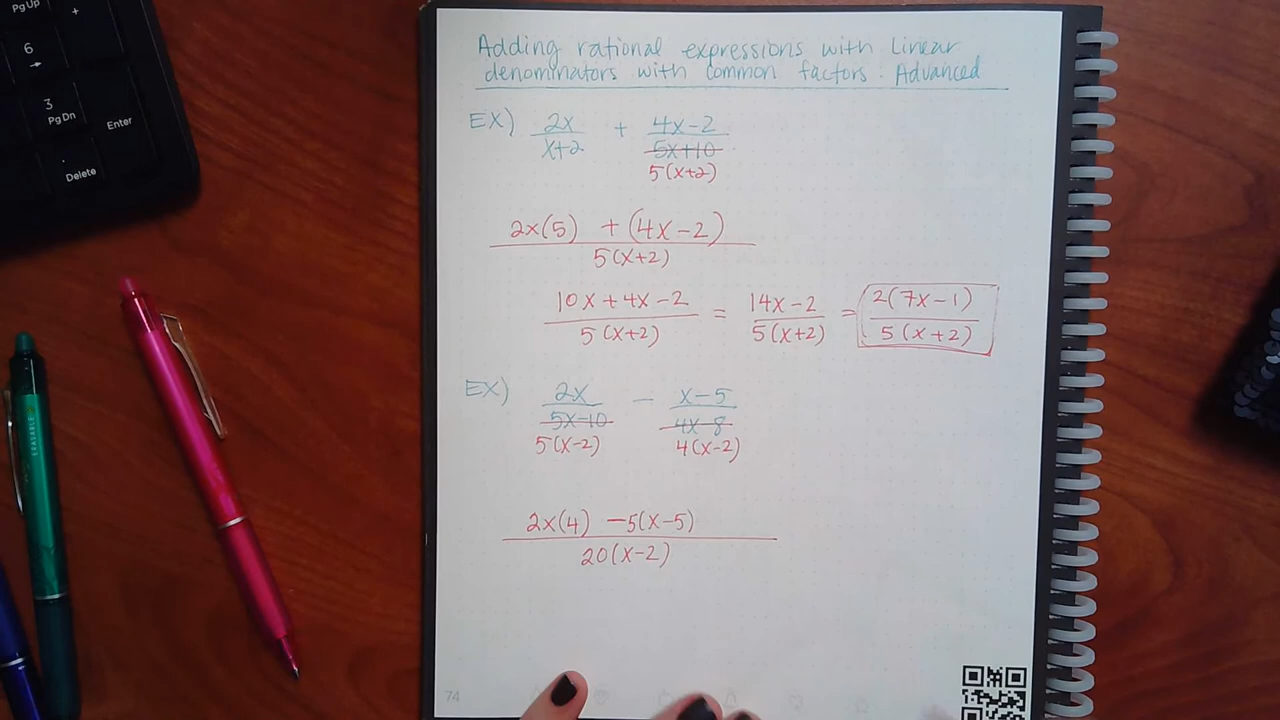 Adding rational expressions with Linear
denominators with common factors. Advanced
EX) 2x/x+2 + 4x-2/5x+10
5(x+2)
2x(5) + (4x-2)
5(x+2)
10x+4x-2/5(x+2) = 14x-2/5(x+2) = 2(7x-1)/5(x+2)
EX) 2x/5x-10 - x-5/4x-8
5(x-2) 4(x-2)
2x(4) -5(x-5)
20(x-2)
74
PgUp
+
6
→
3
PgDn
Enter
.
Delete
ERASABLE